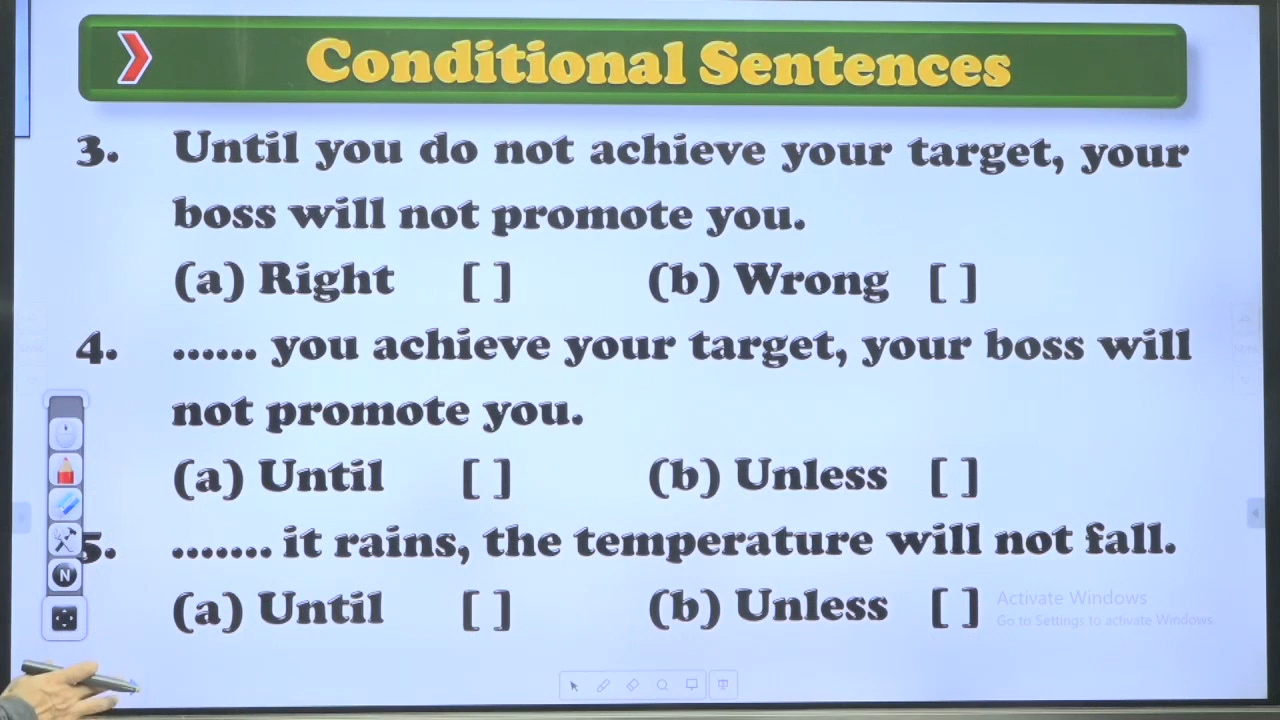 Conditional Sentences
3. Until you do not achieve your target, your
boss will not promote you.
(a) Right [ ] (b) Wrong [ ]
4. ...... you achieve your target, your boss will
not promote you.
(a) Until [ ] (b) Unless [ ]
5. ....... it rains, the temperature will not fall.
(a) Until [ ] (b) Unless [ ]
Activate Windows
Go to Settings to activate Windows.
N